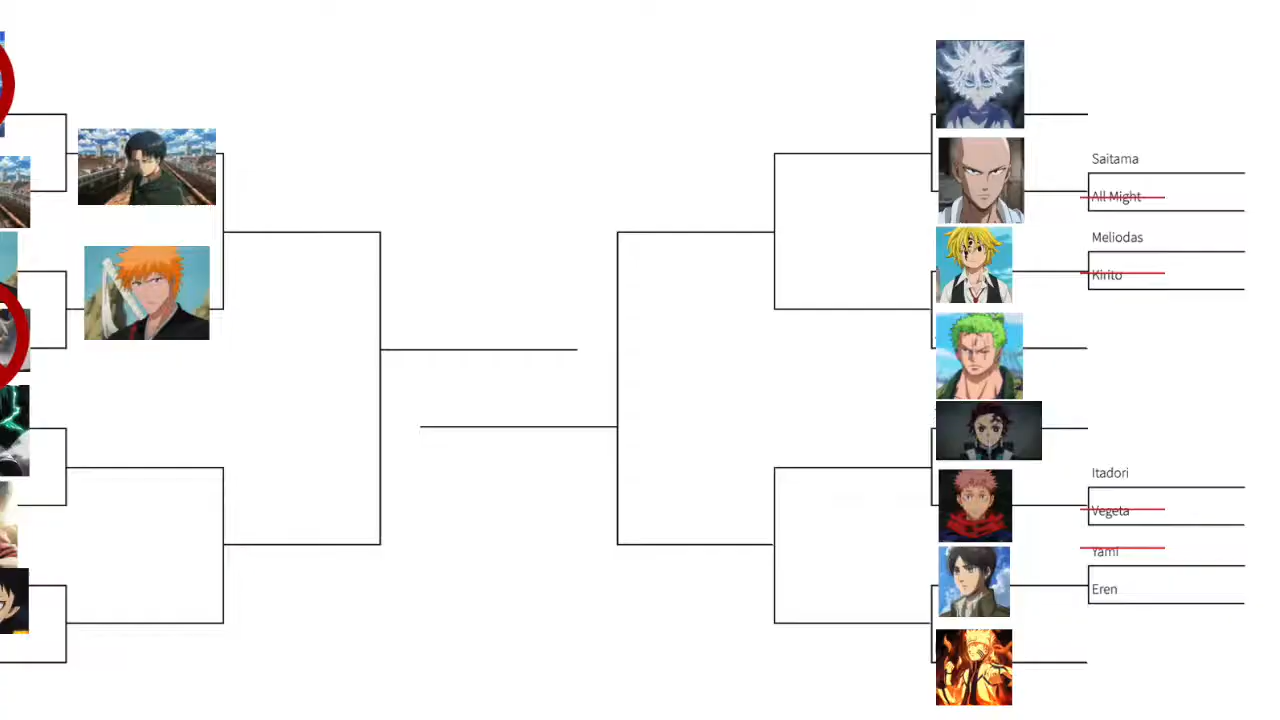 Saitama
All Might
Meliodas
Kirito
Itadori
Vegeta
Yami
Eren